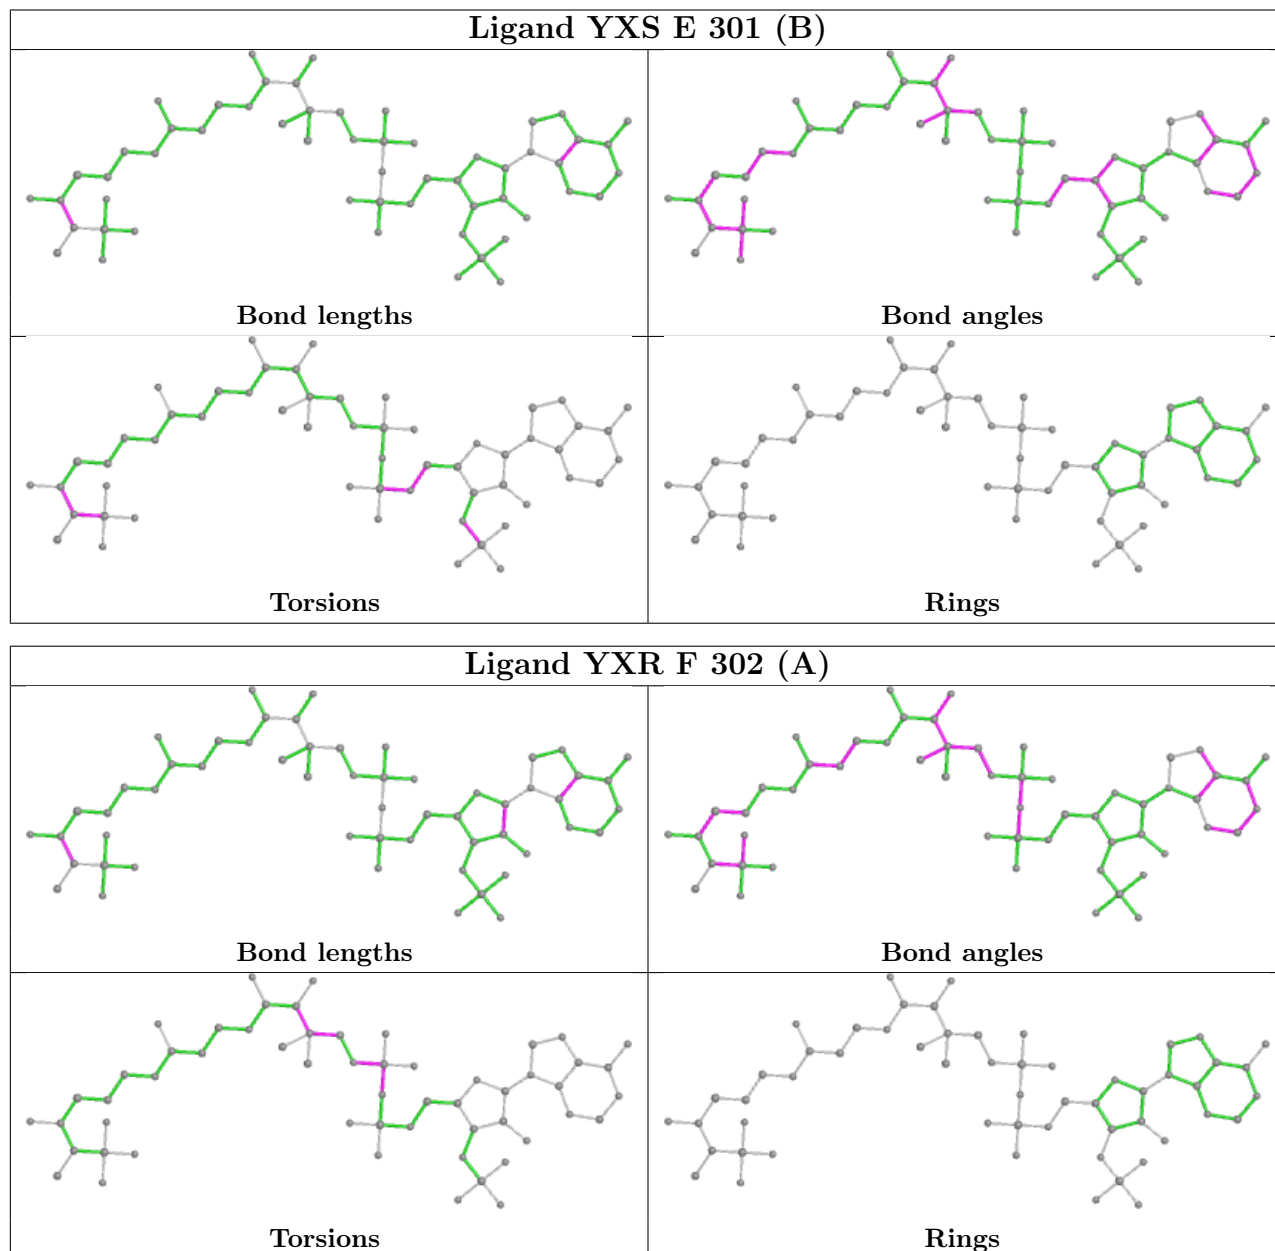 Ligand YXS E 301 (B)
Bond lengths
Bond angles
Torsions
Rings
Ligand YXR F 302 (A)
Bond lengths
Bond angles
Torsions
Rings